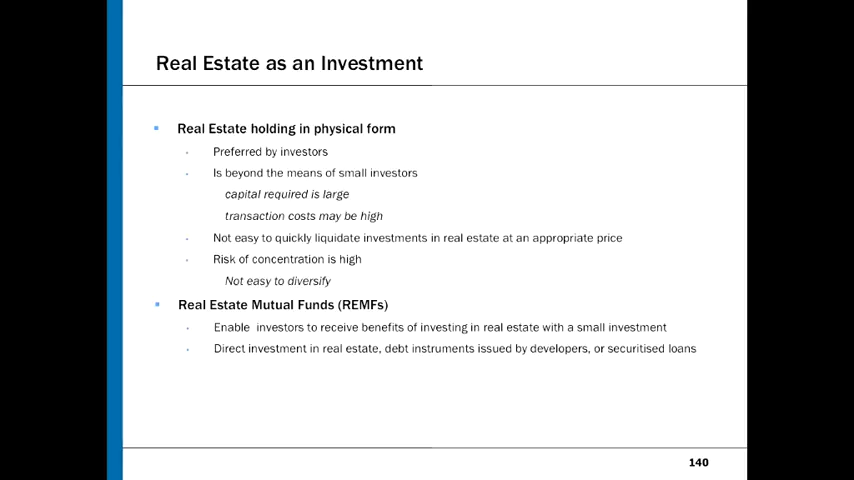 Real Estate as an Investment
Real Estate holding in physical form
Preferred by investors
Is beyond the means of small investors
capital required is large
transaction costs may be high
Not easy to quickly liquidate investments in real estate at an appropriate price
Risk of concentration is high
Not easy to diversify
Real Estate Mutual Funds (REMFs)
Enable investors to receive benefits of investing in real estate with a small investment
Direct investment in real estate, debt instruments issued by developers, or securitised loans
140